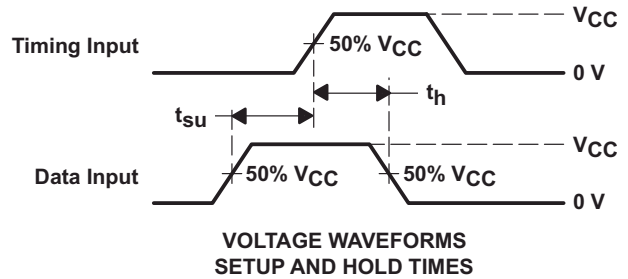 VCC
Timing Input
50% VCC
0 V
tsu
th
VCC
Data Input
50% VCC
50% VCC
0 V
VOLTAGE WAVEFORMS
SETUP AND HOLD TIMES